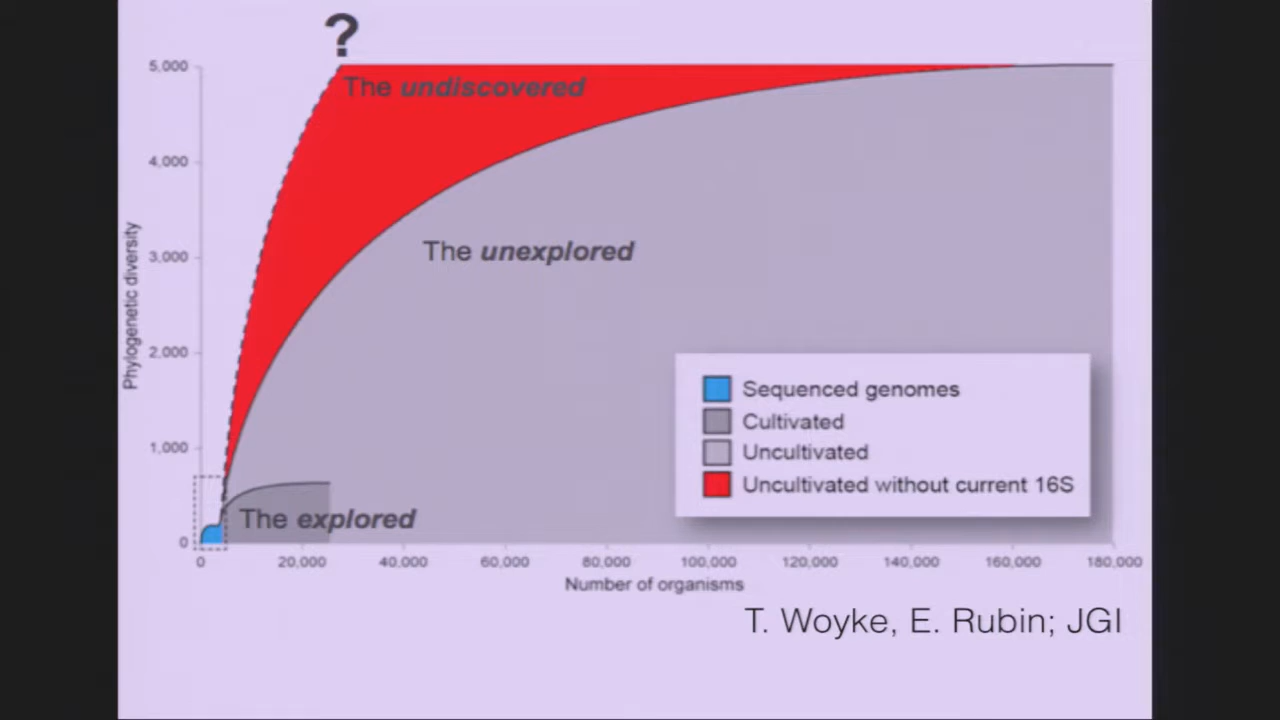 ?
5,000
The undiscovered
4,000
3,000
The unexplored
Phylogenetic diversity
2,000
Sequenced genomes
Cultivated
1,000
Uncultivated
Uncultivated without current 16S
The explored
0
0 20,000 40,000 60,000 80,000 100,000 120,000 140,000 160,000 180,000
Number of organisms
T. Woyke, E. Rubin; JGI